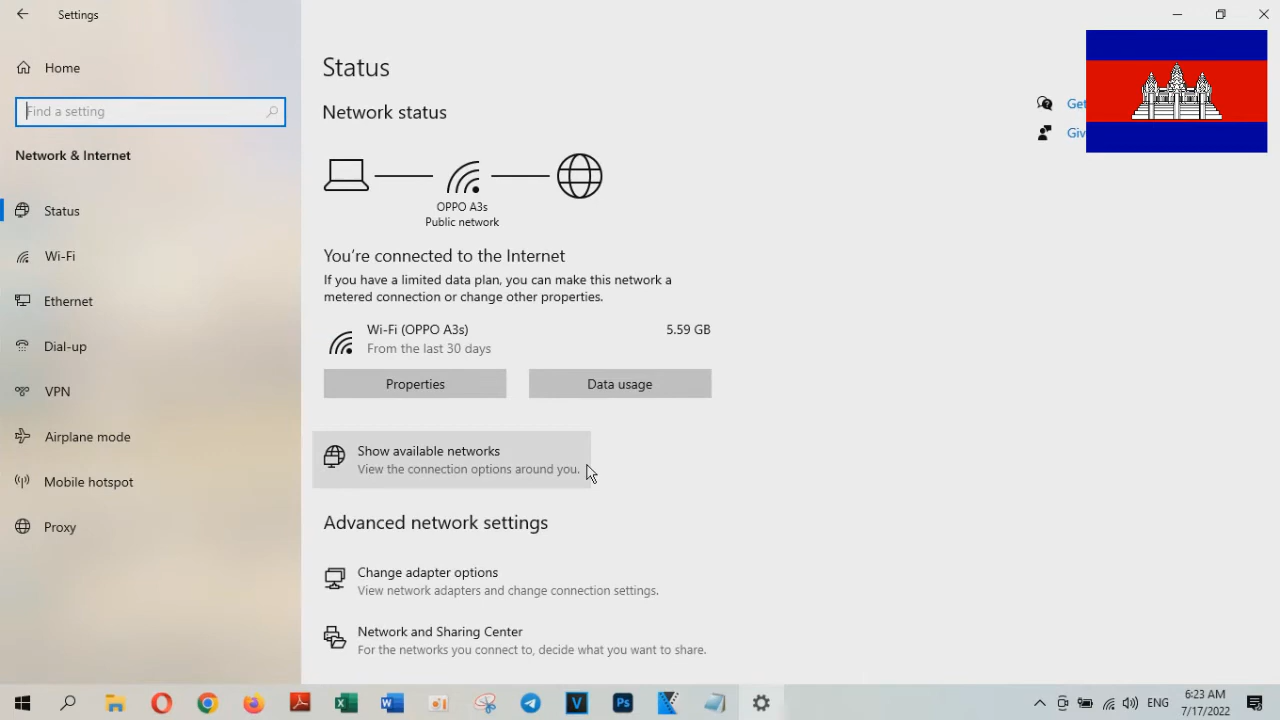 Settings
Home
Find a setting
Network & Internet
Status
Wi-Fi
Ethernet
Dial-up
VPN
Airplane mode
Mobile hotspot
Proxy
Status
Network status
OPPO A3s
Public network
You're connected to the Internet
If you have a limited data plan, you can make this network a
metered connection or change other properties.
Wi-Fi (OPPO A3s) 5.59 GB
From the last 30 days
Properties Data usage
Show available networks
View the connection options around you.
Advanced network settings
Change adapter options
View network adapters and change connection settings.
Network and Sharing Center
For the networks you connect to, decide what you want to share.
Get
Giv
ENG
6:23 AM
7/17/2022